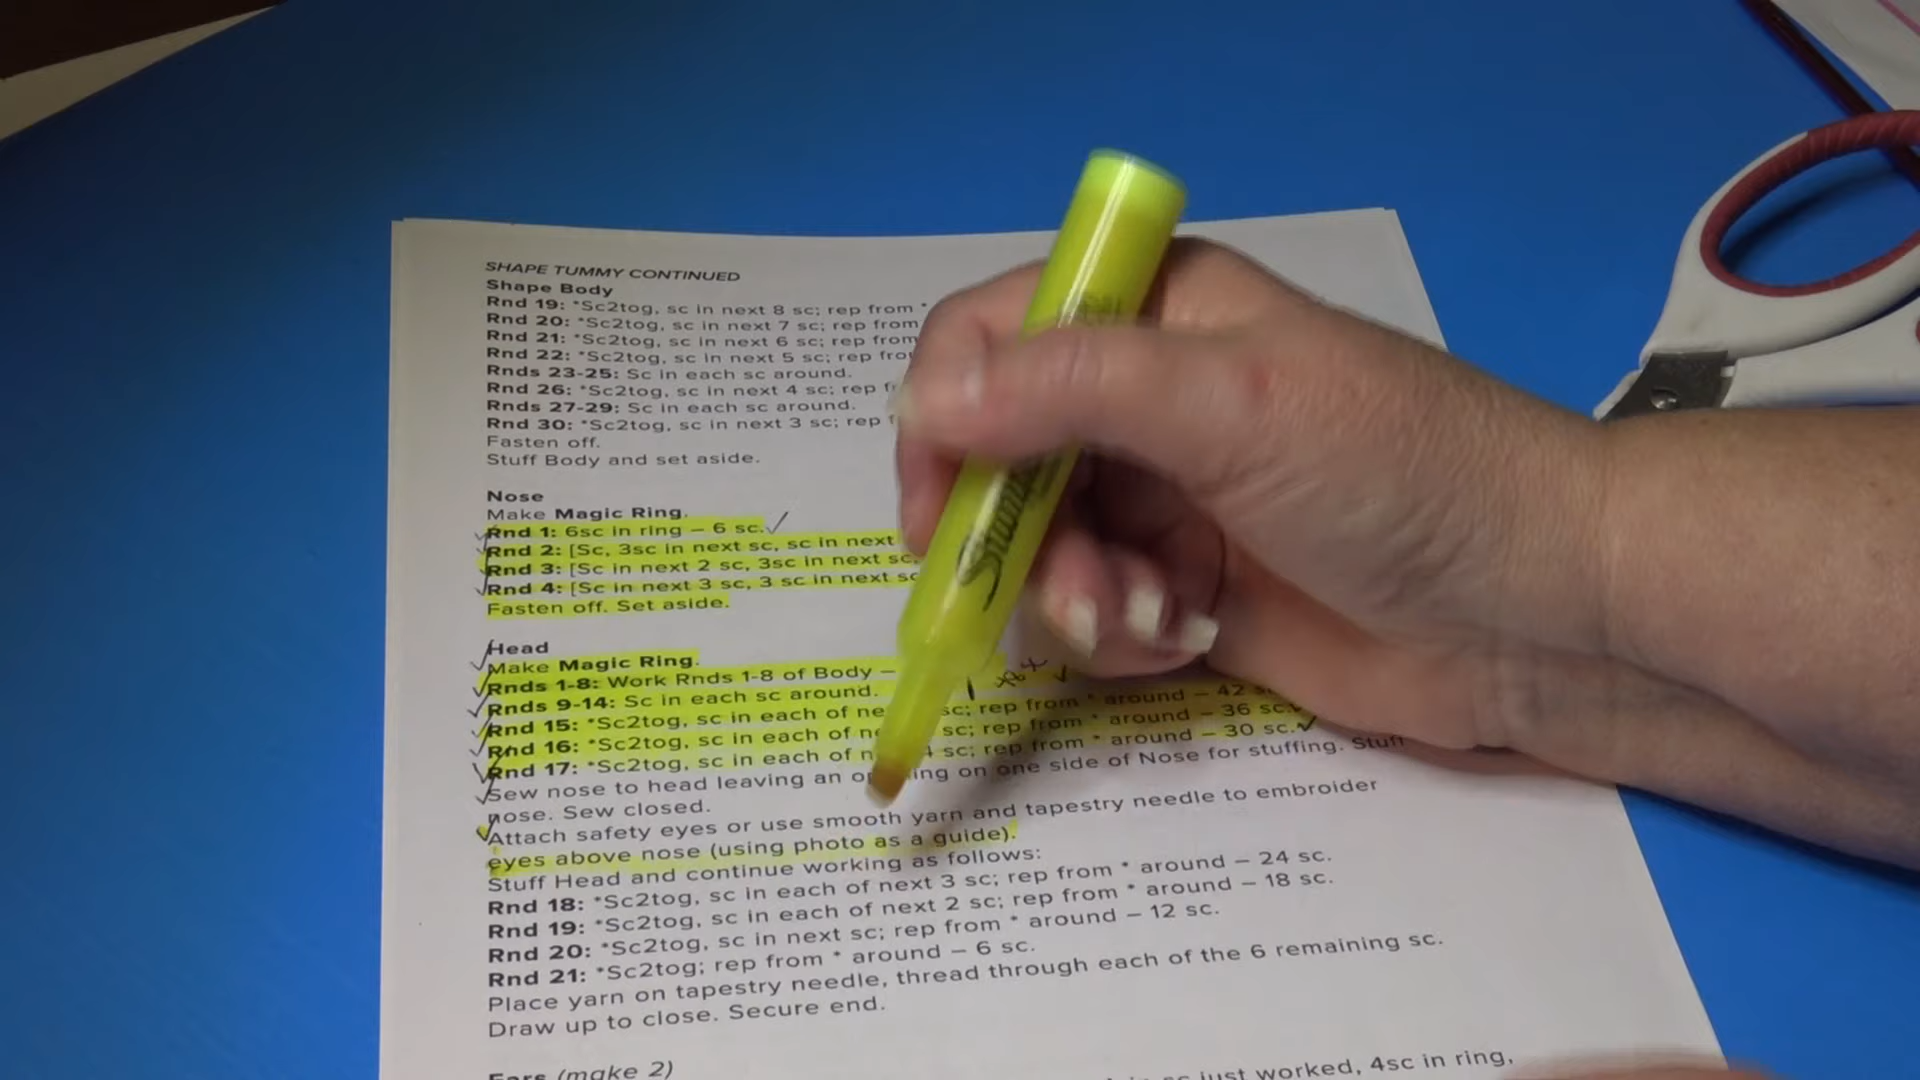 SHAPE TUMMY CONTINUED
Shape Body
Rnd 19: *Sc2tog, sc in next 8 sc; rep from *
Rnd 20: *Sc2tog, sc in next 7 sc; rep from
Rnd 21: *Sc2tog, sc in next 6 sc; rep from
Rnd 22: *Sc2tog, sc in next 5 sc; rep
Rnds 23-25: Sc in each sc around.
Rnd 26: *Sc2tog, sc in next 4 sc; rep
Rnds 27-29: Sc in each sc around.
Rnd 30: *Sc2tog, sc in next 3 sc; rep
Fasten off.
Stuff Body and set aside.
Nose
Make Magic Ring.
Rnd 1: 6sc in ring – 6 sc.
Rnd 2: [Sc, 3sc in next sc, sc in next
Rnd 3: [Sc in next 2 sc, 3sc in next sc,
Rnd 4: [Sc in next 3 sc, 3 sc in next sc
Fasten off. Set aside.
Head
Make Magic Ring.
Rnds 1-8: Work Rnds 1-8 of Body –
Rnds 9-14: Sc in each sc around.
Rnd 15: *Sc2tog, sc in each of sc; rep from * around – 42
Rnd 16: *Sc2tog, sc in each of sc; rep from * around – 36 sc.
Rnd 17: *Sc2tog, sc in each of 4 sc; rep from * around – 30 sc.
Sew nose to head leaving an on one side of Nose for stuffing. Stuff
nose. Sew closed.
Attach safety eyes or use smooth yarn and tapestry needle to embroider
eyes above nose (using photo as a guide).
Stuff Head and continue working as follows:
Rnd 18: *Sc2tog, sc in each of next 3 sc; rep from * around – 24 sc.
Rnd 19: *Sc2tog, sc in each of next 2 sc; rep from * around – 18 sc.
Rnd 20: *Sc2tog, sc in next sc; rep from * around – 12 sc.
Rnd 21: *Sc2tog; rep from * around – 6 sc.
Place yarn on tapestry needle, thread through each of the 6 remaining sc.
Draw up to close. Secure end.
Ears (make 2)
just worked, 4sc in ring,